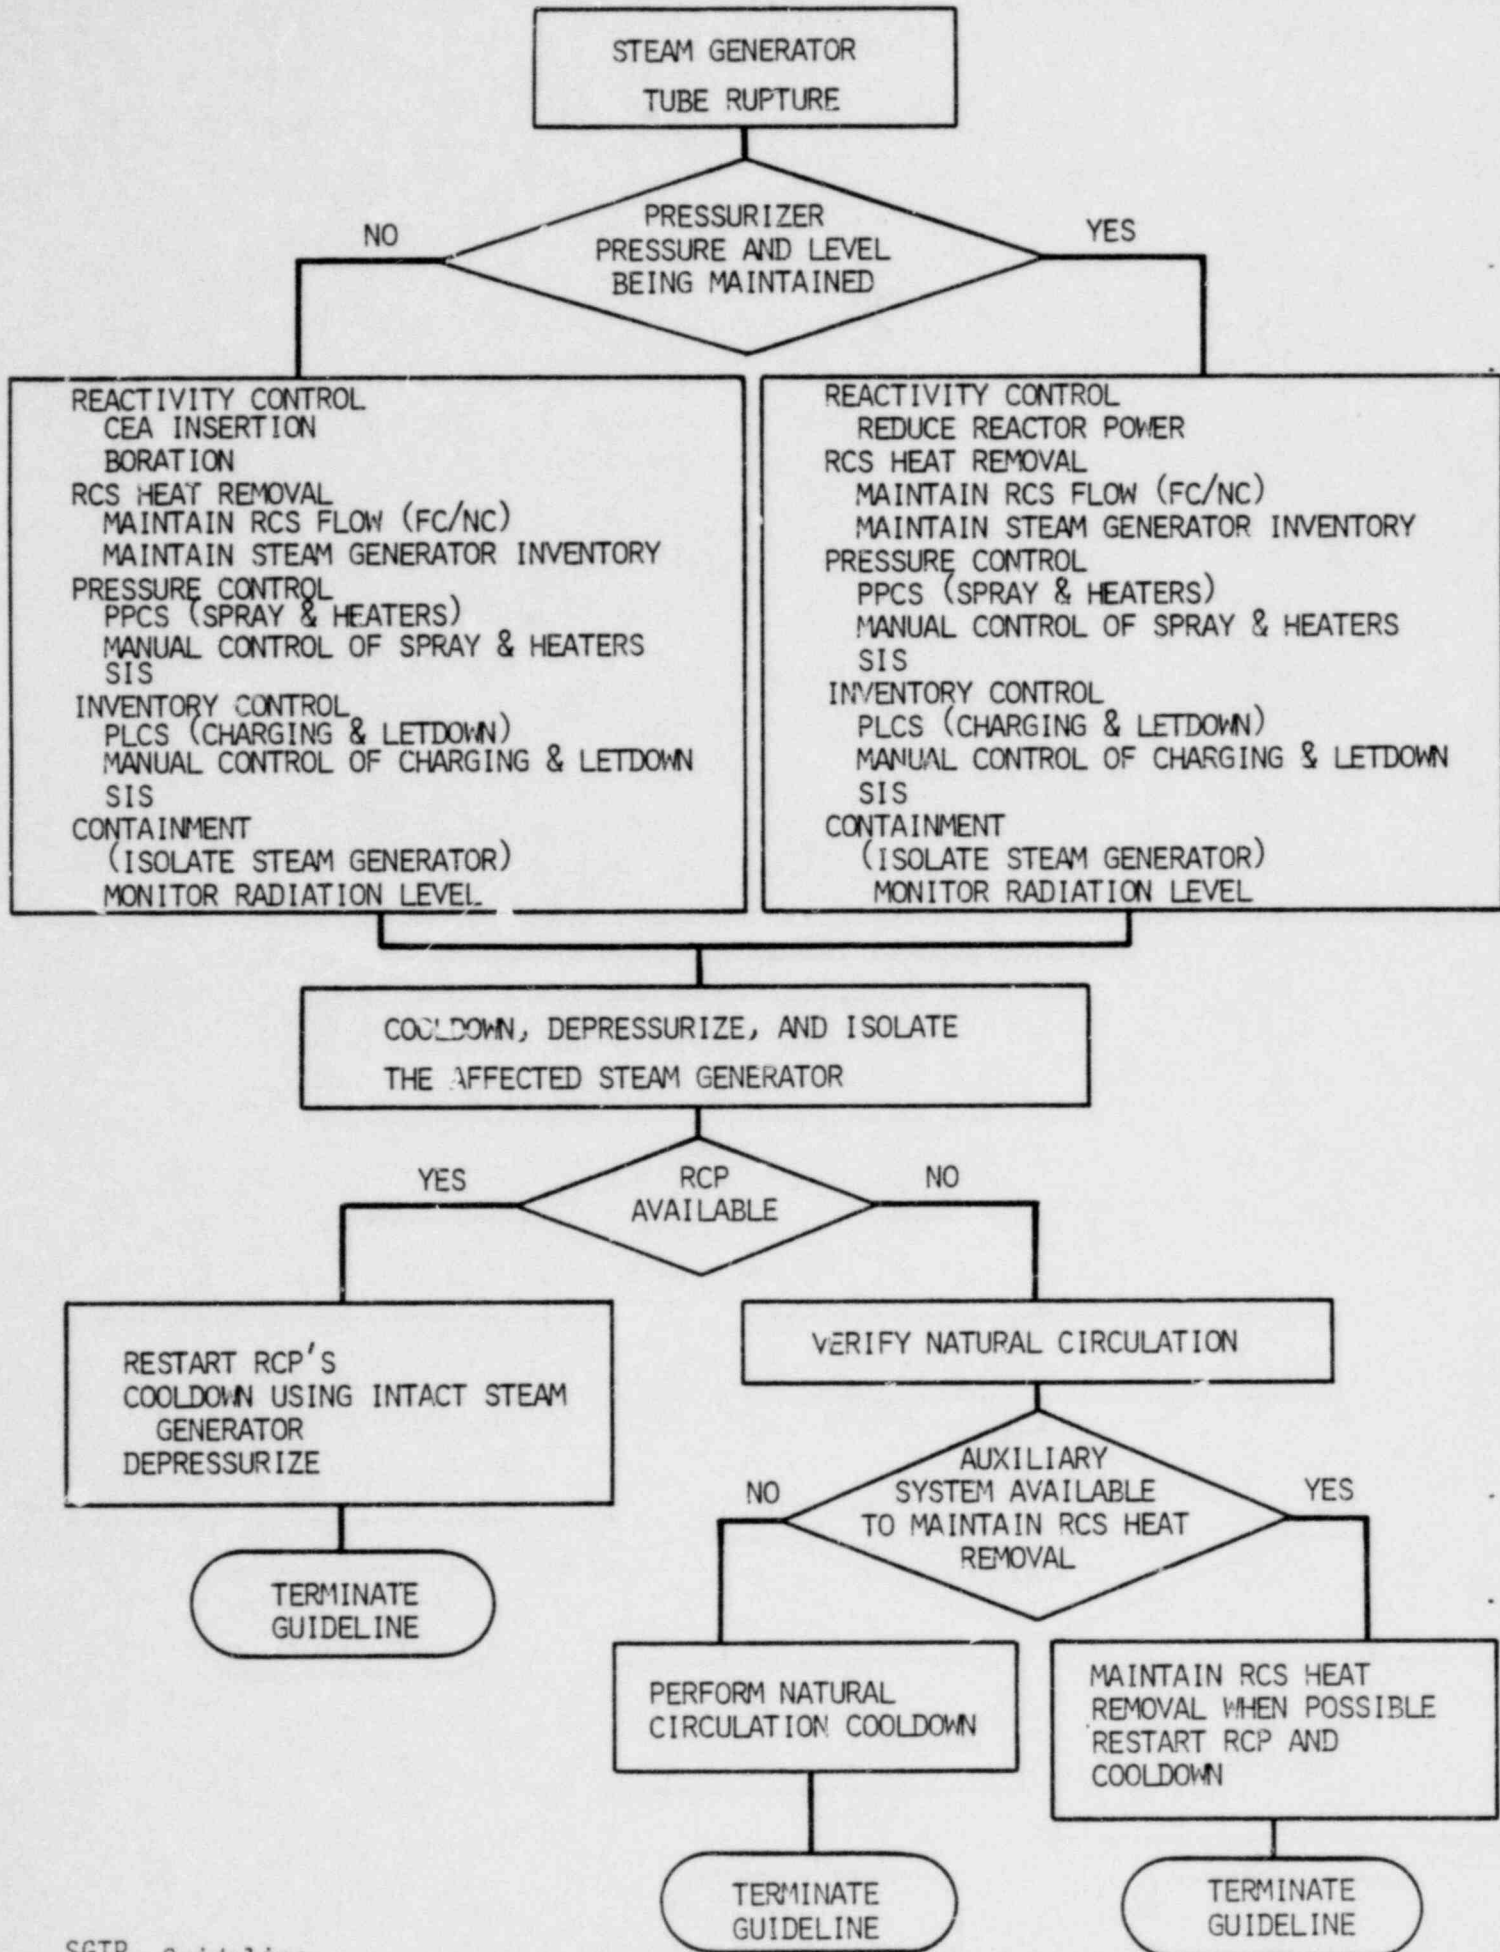 STEAM GENERATOR
TUBE RUPTURE
PRESSURIZER
PRESSURE AND LEVEL
BEING MAINTAINED
NO
YES
REACTIVITY CONTROL
CEA INSERTION
BORATION
RCS HEAT REMOVAL
MAINTAIN RCS FLOW (FC/NC)
MAINTAIN STEAM GENERATOR INVENTORY
PRESSURE CONTROL
PPCS (SPRAY & HEATERS)
MANUAL CONTROL OF SPRAY & HEATERS
SIS
INVENTORY CONTROL
PLCS (CHARGING & LETDOWN)
MANUAL CONTROL OF CHARGING & LETDOWN
SIS
CONTAINMENT
(ISOLATE STEAM GENERATOR)
MONITOR RADIATION LEVEL
REACTIVITY CONTROL
REDUCE REACTOR POWER
RCS HEAT REMOVAL
MAINTAIN RCS FLOW (FC/NC)
MAINTAIN STEAM GENERATOR INVENTORY
PRESSURE CONTROL
PPCS (SPRAY & HEATERS)
MANUAL CONTROL OF SPRAY & HEATERS
SIS
INVENTORY CONTROL
PLCS (CHARGING & LETDOWN)
MANUAL CONTROL OF CHARGING & LETDOWN
SIS
CONTAINMENT
(ISOLATE STEAM GENERATOR)
MONITOR RADIATION LEVEL
COOLDOWN, DEPRESSURIZE, AND ISOLATE
THE AFFECTED STEAM GENERATOR
YES
RCP
AVAILABLE
NO
RESTART RCP'S
COOLDOWN USING INTACT STEAM
GENERATOR
DEPRESSURIZE
TERMINATE
GUIDELINE
VERIFY NATURAL CIRCULATION
NO
AUXILIARY
SYSTEM AVAILABLE
TO MAINTAIN RCS HEAT
REMOVAL
YES
PERFORM NATURAL
CIRCULATION COOLDOWN
TERMINATE
GUIDELINE
MAINTAIN RCS HEAT
REMOVAL WHEN POSSIBLE
RESTART RCP AND
COOLDOWN
TERMINATE
GUIDELINE
SGTR Guideline